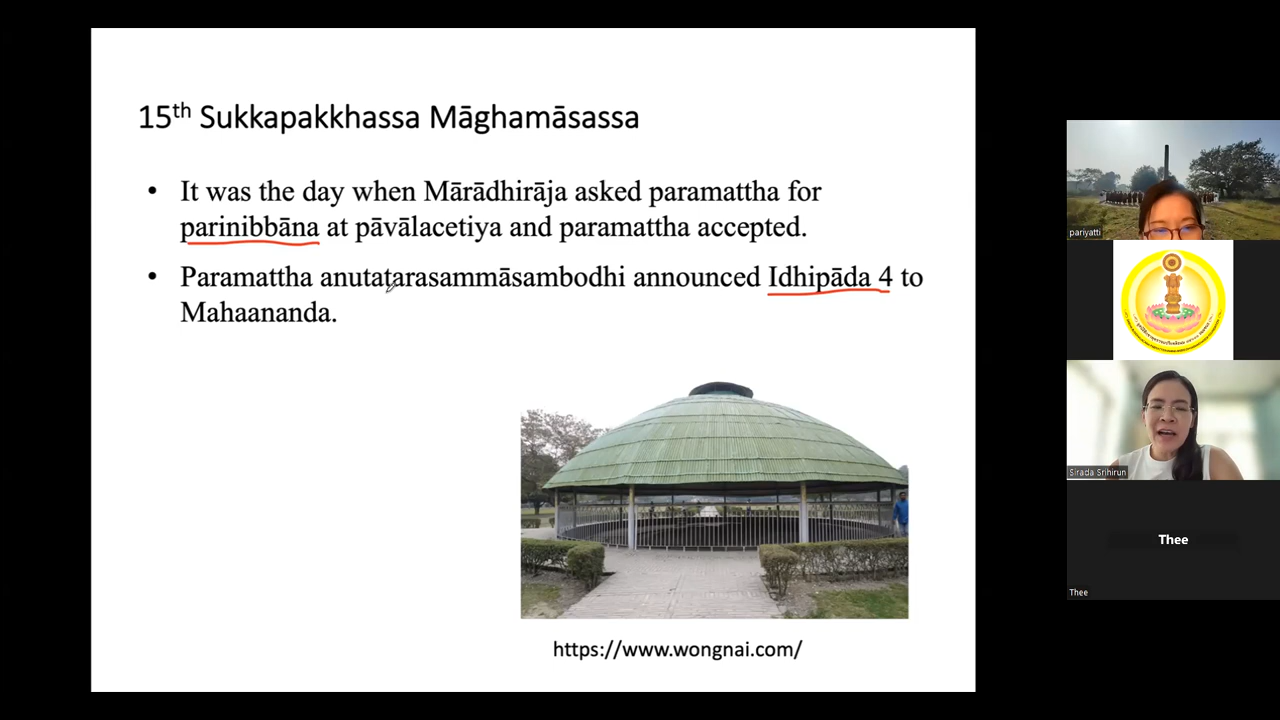 15th Sukkapakkhassa Māghamāsassa
• It was the day when Mārādhirāja asked paramattha for
parinibbāna at pāvālacetiya and paramattha accepted.
• Paramattha anutatarasammāsambodhi announced Idhipāda 4 to
Mahaananda.
https://www.wongnai.com/
pariyatti
Sirada Srihirun
Thee
Thee